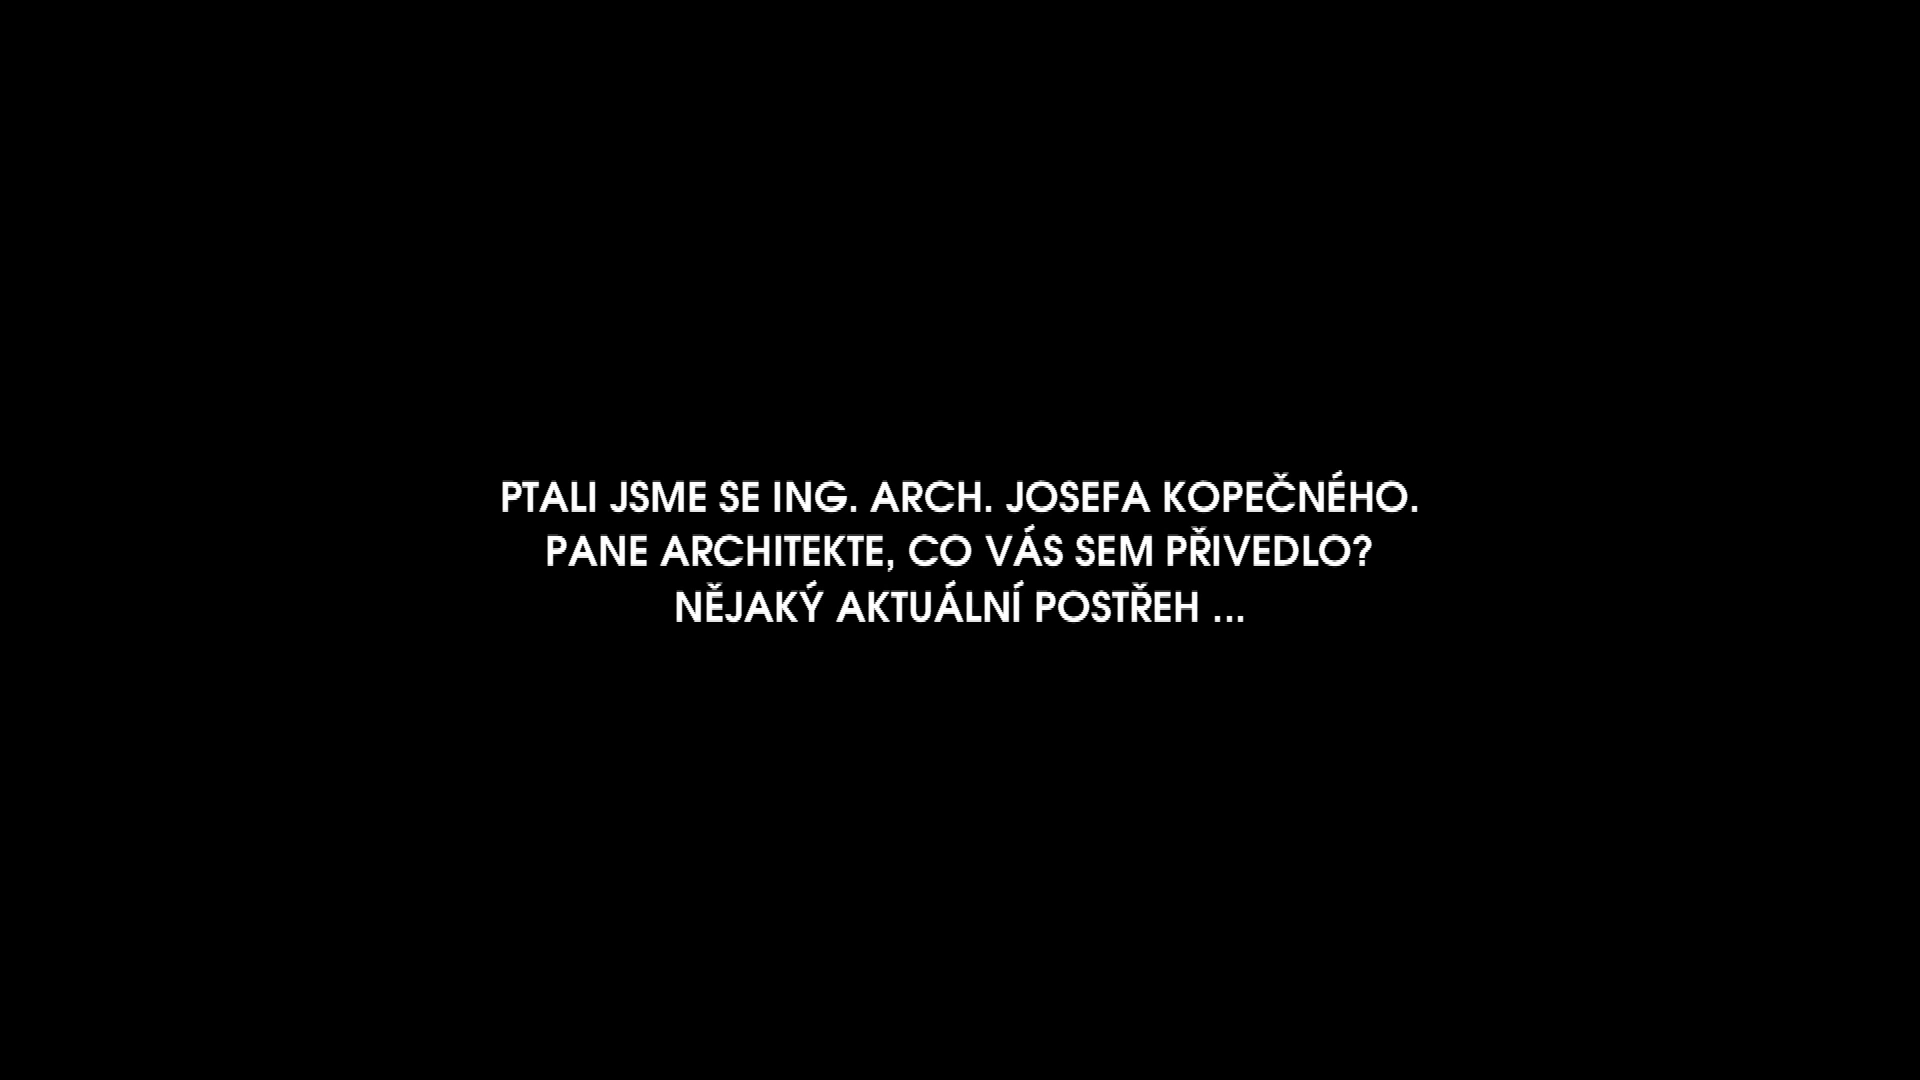 PTALI JSME SE ING. ARCH. JOSEFA KOPEČNÉHO.
PANE ARCHITEKTE, CO VÁS SEM PŘIVEDLO?
NĚJAKÝ AKTUÁLNÍ POSTŘEH ...